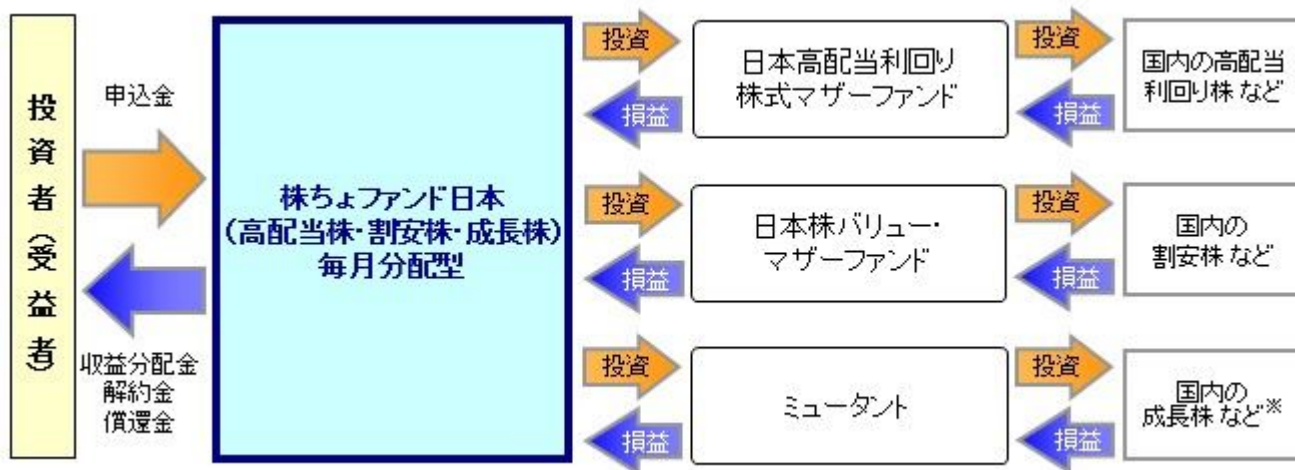 投資者(受益者)
申込金
収益分配金
解約金
償還金
株ちょファンド日本
(高配当株・割安株・成長株)
毎月分配型
投資
損益
日本高配当利回り
株式マザーファンド
投資
損益
国内の高配当
利回り株など
投資
損益
日本株バリュー・
マザーファンド
投資
損益
国内の
割安株など
投資
損益
ミュータント
投資
損益
国内の
成長株など※